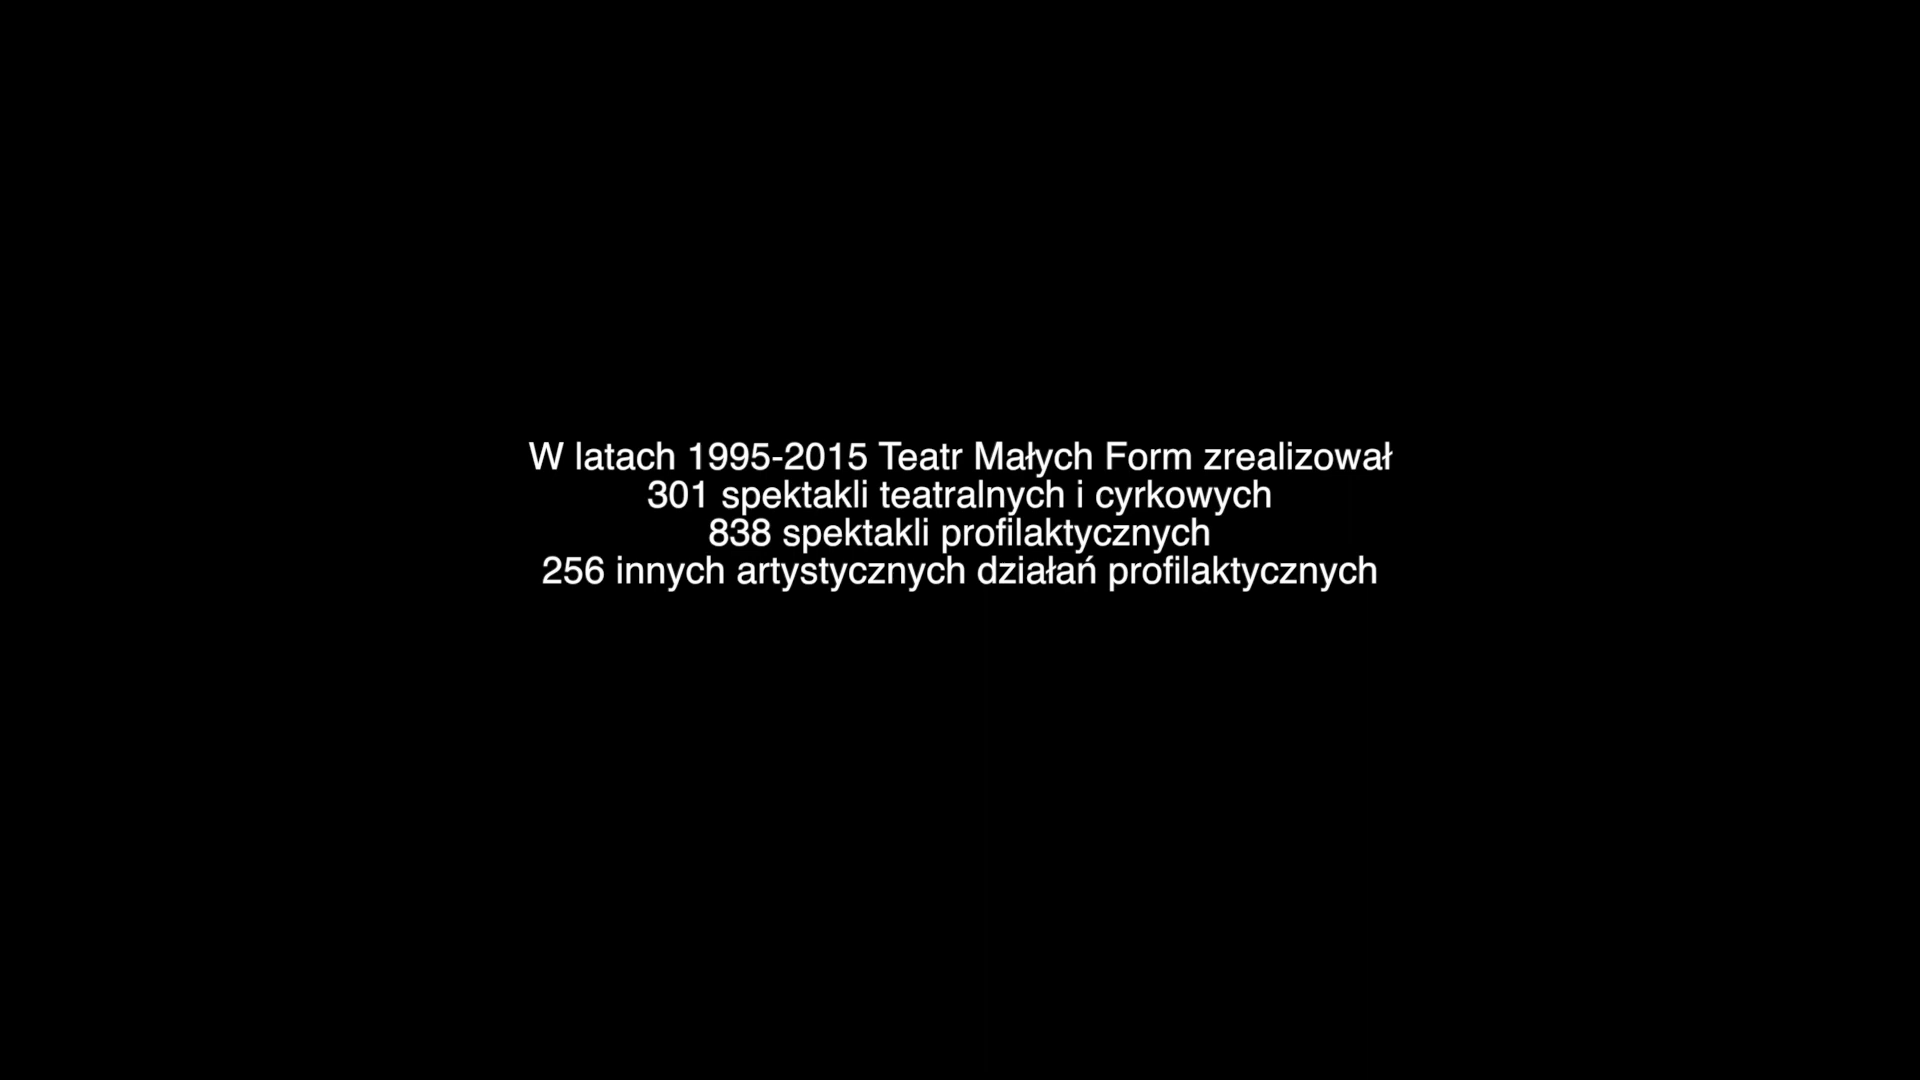 W latach 1995-2015 Teatr Małych Form zrealizował
301 spektakli teatralnych i cyrkowych
838 spektakli profilaktycznych
256 innych artystycznych działań profilaktycznych